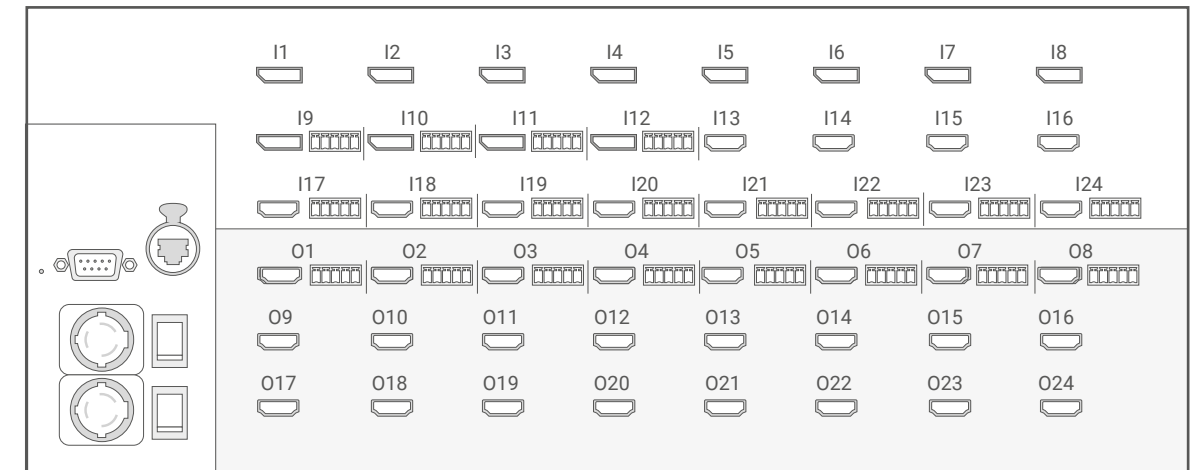 I1 I2 I3 I4 I5 I6 I7 I8
I9 I10 I11 I12 I13 I14 I15 I16
I17 I18 I19 I20 I21 I22 I23 I24
O1 O2 O3 O4 O5 O6 O7 O8
O9 O10 O11 O12 O13 O14 O15 O16
O17 O18 O19 O20 O21 O22 O23 O24